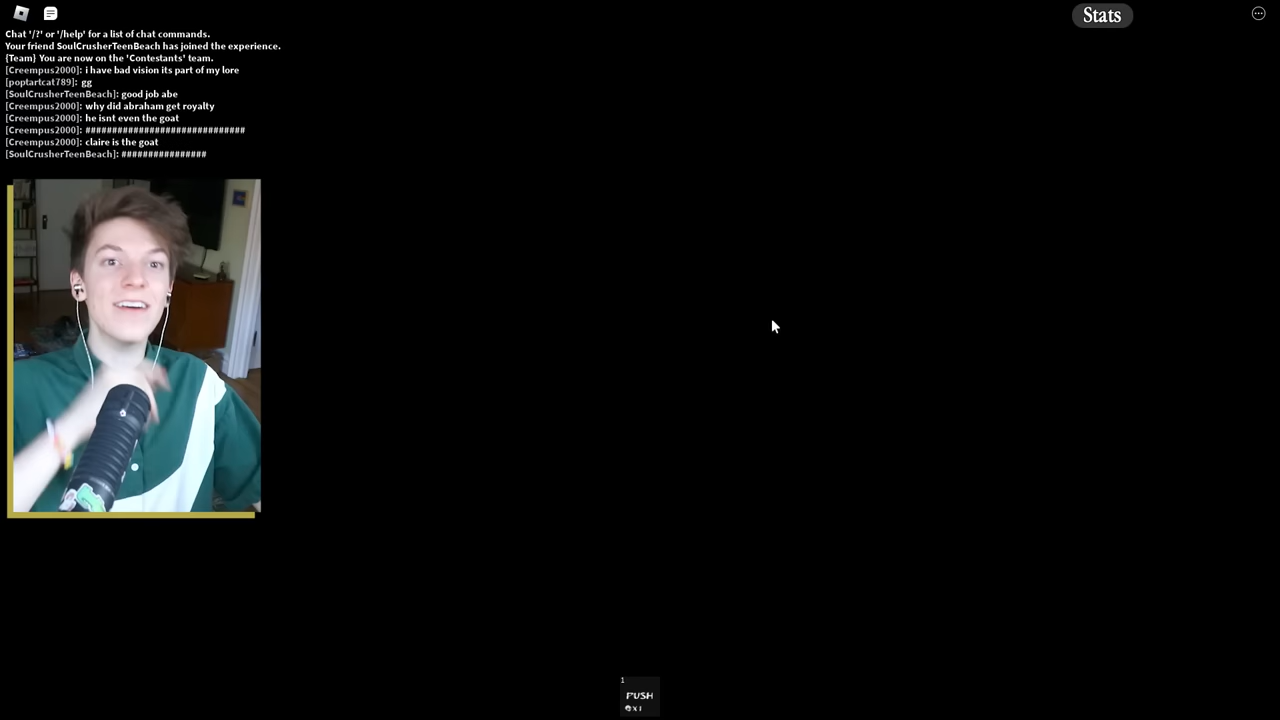 Stats
Chat '/?' or '/help' for a list of chat commands.
Your friend SoulCrusherTeenBeach has joined the experience.
{Team} You are now on the 'Contestants' team.
[Creempus2000]: i have bad vision its part of my lore
[poptartcat789]: gg
[SoulCrusherTeenBeach]: good job abe
[Creempus2000]: why did abraham get royalty
[Creempus2000]: he isnt even the goat
[Creempus2000]: ##############################
[Creempus2000]: claire is the goat
[SoulCrusherTeenBeach]: ################
1
PUSH
X1